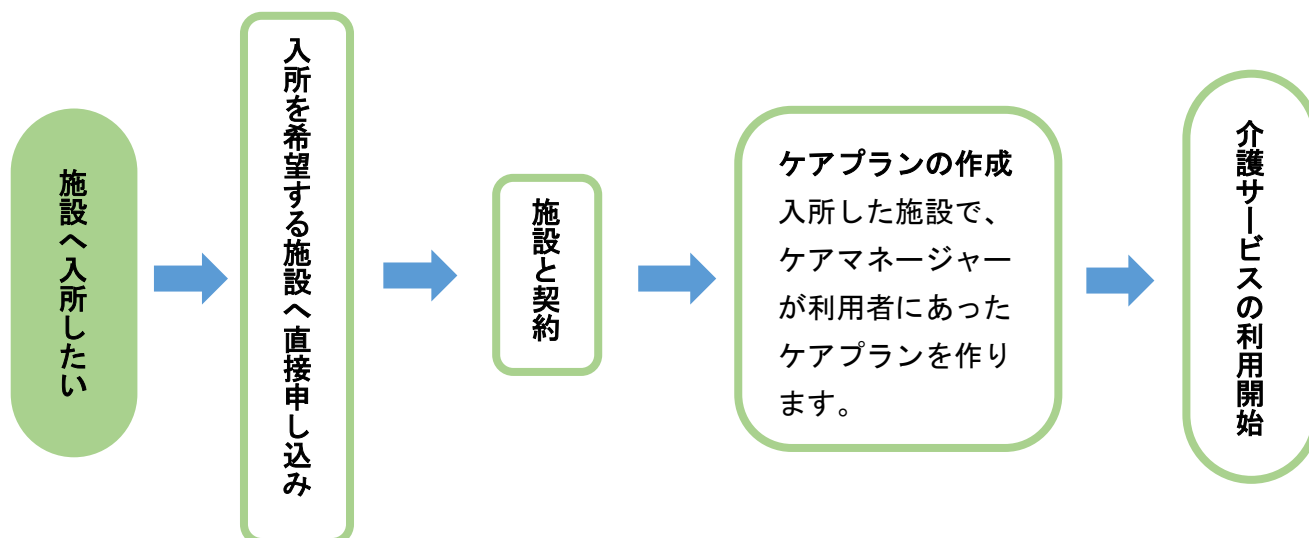 施設へ入所したい
入所を希望する施設へ直接申し込み
施設と契約
ケアプランの作成
入所した施設で、
ケアマネージャー
が利用者にあった
ケアプランを作り
ます。
介護サービスの利用開始